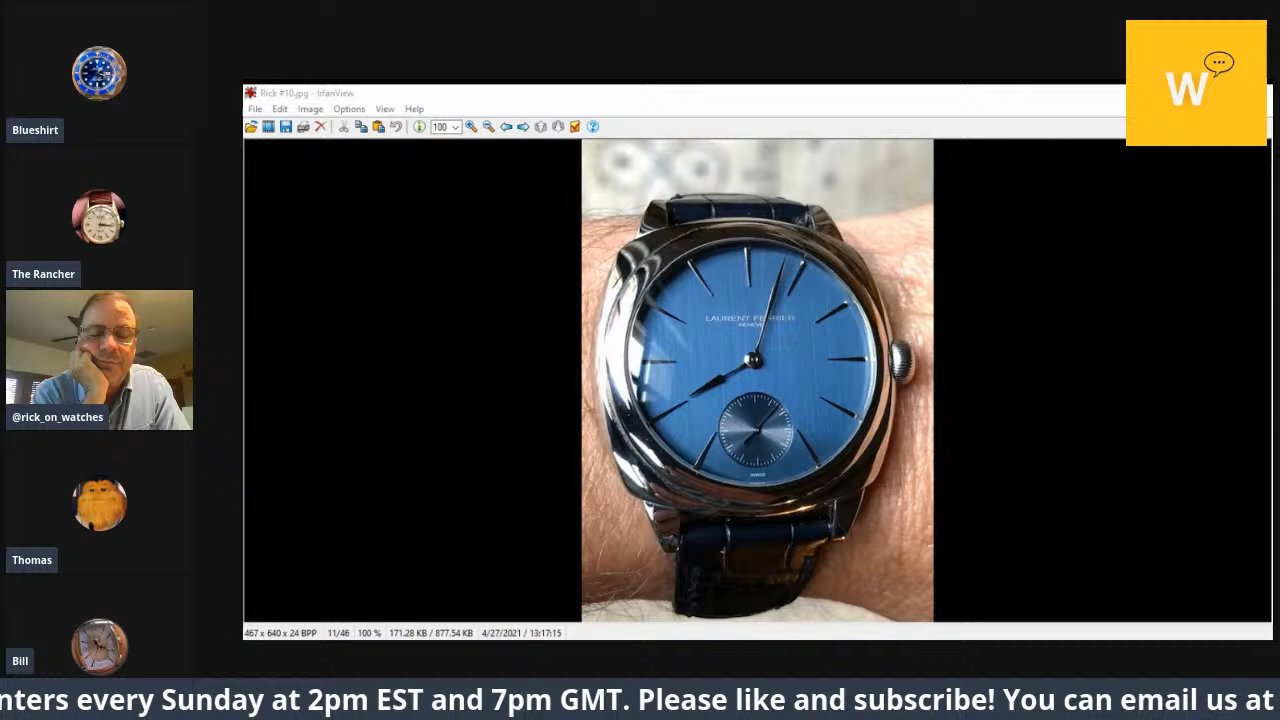 Blueshirt
The Rancher
@rick_on_watches
Thomas
Bill
Rick #10.jpg - IrfanView
File Edit Image Options View Help
100
LAURENT FERRIER
GENEVE
467 x 640 x 24 BPP 11/46 100 % 171.28 KB / 877.54 KB 4/27/2021 / 13:17:15
W
nters every Sunday at 2pm EST and 7pm GMT. Please like and subscribe! You can email us at